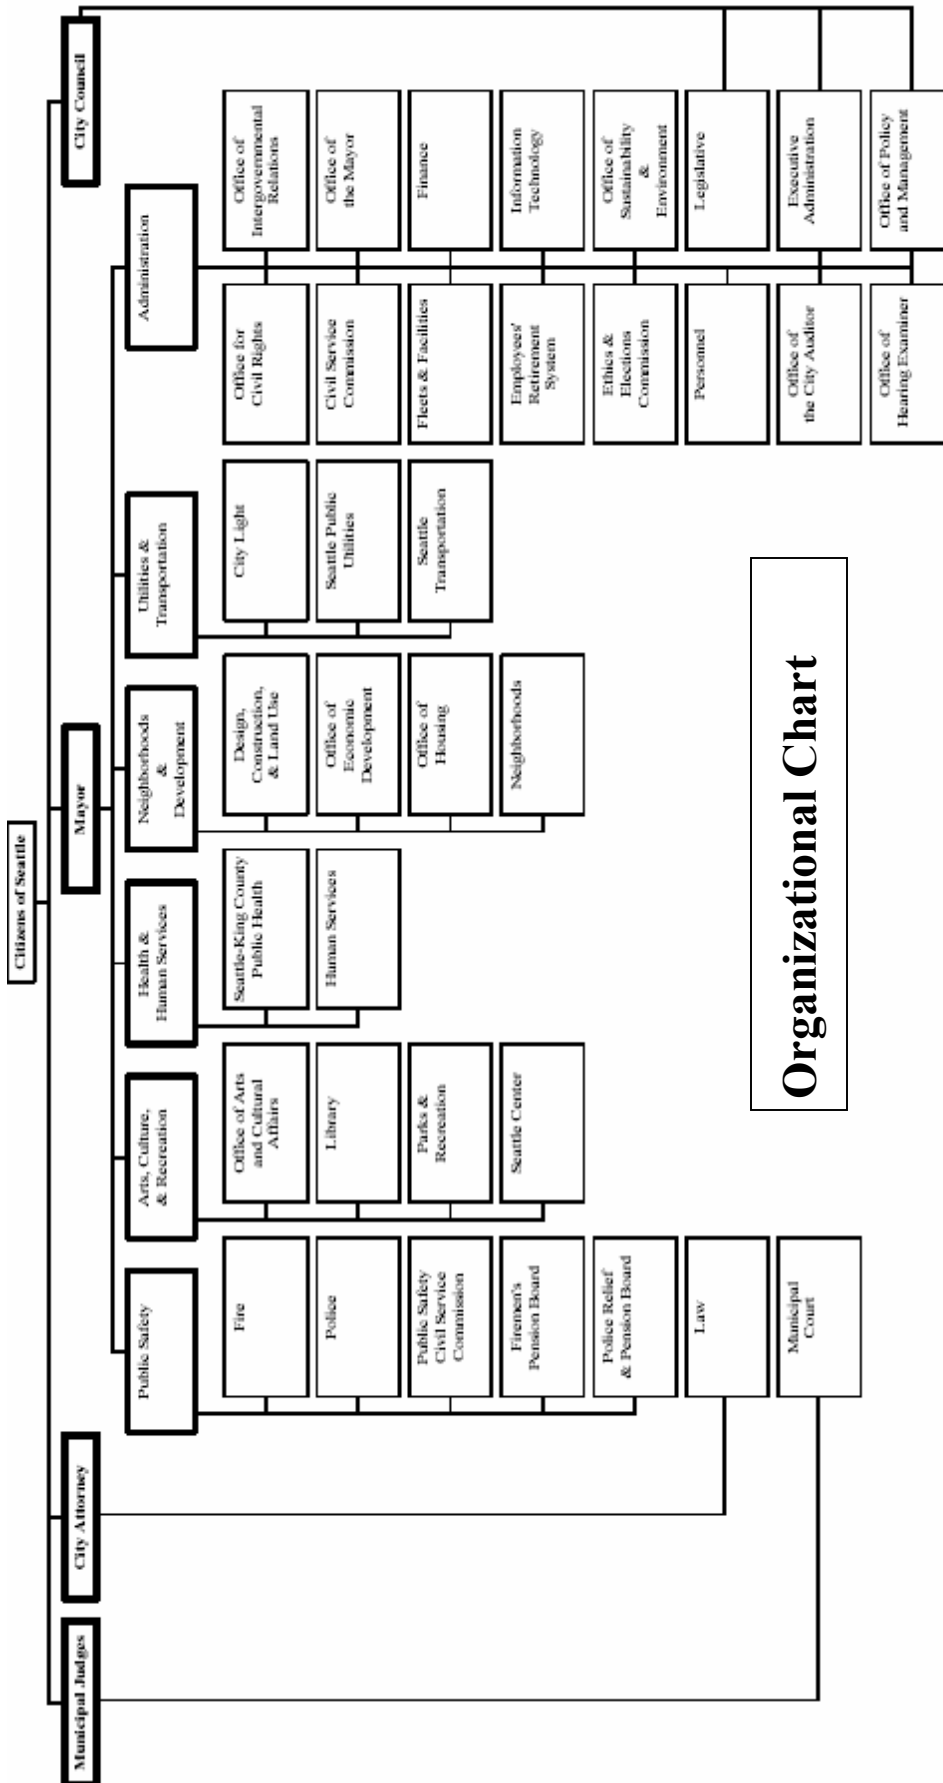 Citizens of Seattle
Municipal Judges
City Attorney
Mayor
City Council
Public Safety
Arts, Culture,
& Recreation
Health &
Human Services
Neighborhoods
&
Development
Utilities &
Transportation
Administration
Fire
Police
Public Safety
Civil Service
Commission
Firemen's
Pension Board
Police Relief
& Pension Board
Law
Municipal
Court
Office of Arts
and Cultural
Affairs
Library
Parks &
Recreation
Seattle Center
Seattle-King County
Public Health
Human Services
Design,
Construction,
& Land Use
Office of
Economic
Development
Office of
Housing
Neighborhoods
City Light
Seattle Public
Utilities
Seattle
Transportation
Office for
Civil Rights
Civil Service
Commission
Fleets & Facilities
Employees'
Retirement
System
Ethics &
Elections
Commission
Personnel
Office of
the City Auditor
Office of
Hearing Examiner
Office of
Intergovernmental
Relations
Office of
the Mayor
Finance
Information
Technology
Office of
Sustainability
&
Environment
Legislative
Executive
Administration
Office of Policy
and Management
Organizational Chart